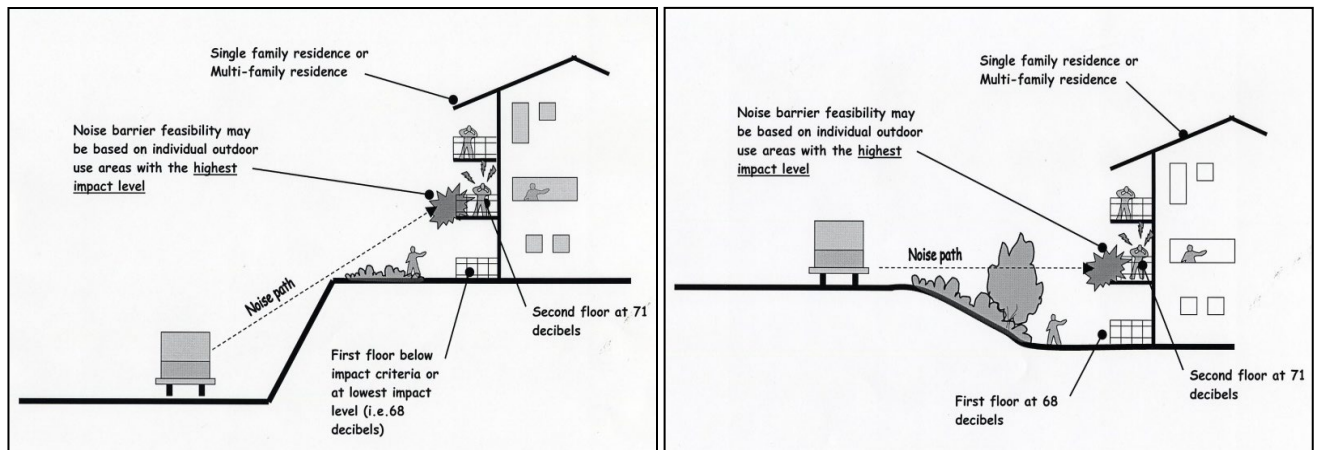 Single family residence or
Multi-family residence
Noise barrier feasibility may
be based on individual outdoor
use areas with the highest
impact level
Noise path
Second floor at 71
decibels
First floor below
impact criteria or
at lowest impact
level (i.e.68
decibels)
Single family residence or
Multi-family residence
Noise barrier feasibility may
be based on individual outdoor
use areas with the highest
impact level
Noise path
Second floor at 71
decibels
First floor at 68
decibels